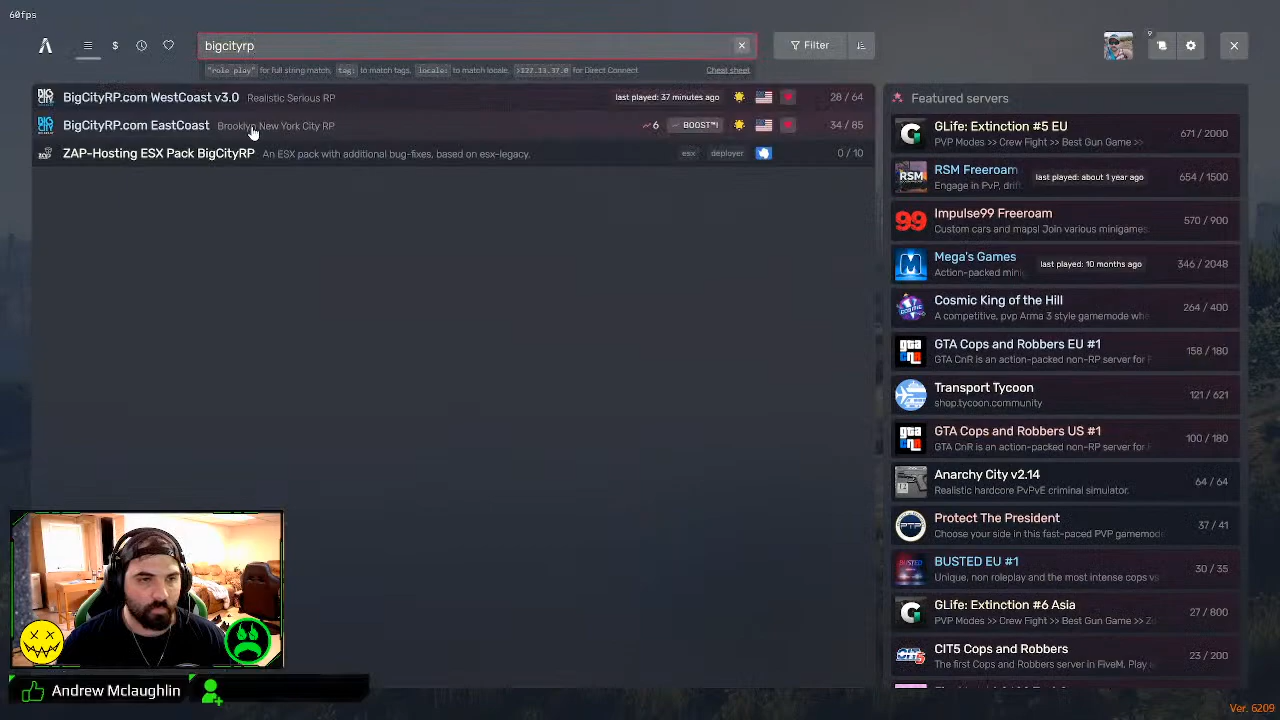 60fps
$
bigcityrp
Filter
9
"role play" for full string match, tag: to match tags, locale: to match locale, >127.13.37.0 for Direct Connect.
Cheat sheet
BigCityRP.com WestCoast v3.0 Realistic Serious RP last played: 37 minutes ago 28 / 64
BigCityRP.com EastCoast Brooklyn New York City RP 6 BOOST™! 34 / 85
ZAP-Hosting ESX Pack BigCityRP An ESX pack with additional bug-fixes, based on esx-legacy. esx deployer 0 / 10
Featured servers
GLife: Extinction #5 EU 671 / 2000
PVP Modes >> Crew Fight >> Best Gun Game >>
RSM Freeroam last played: about 1 year ago 654 / 1500
Engage in PvP, drift
Impulse99 Freeroam 570 / 900
Custom cars and maps! Join various minigames
Mega's Games last played: 10 months ago 346 / 2048
Action-packed mini
Cosmic King of the Hill 264 / 400
A competitive, pvp Arma 3 style gamemode whe
GTA Cops and Robbers EU #1 158 / 180
GTA CnR is an action-packed non-RP server for F
Transport Tycoon 121 / 621
shop.tycoon.community
GTA Cops and Robbers US #1 100 / 180
GTA CnR is an action-packed non-RP server for F
Anarchy City v2.14 64 / 64
Realistic hardcore PvPvE criminal simulator.
Protect The President 37 / 41
Choose your side in this fast-paced PVP gamemode
BUSTED EU #1 30 / 35
Unique, non roleplay and the most intense cops vs
GLife: Extinction #6 Asia 27 / 800
PVP Modes >> Crew Fight >> Best Gun Game >> Z
CIT5 Cops and Robbers 23 / 200
The first Cops and Robbers server in FiveM. Play
Andrew Mclaughlin
Ver. 6209